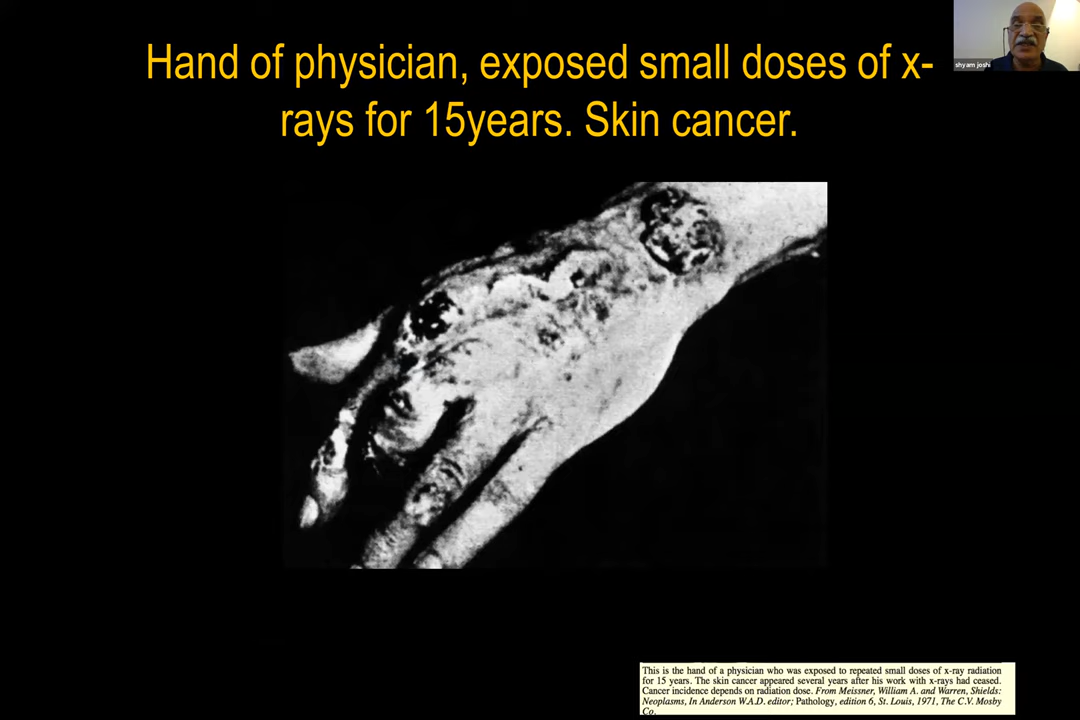 Hand of physician, exposed small doses of x-
rays for 15years. Skin cancer.
shyam joshi
This is the hand of a physician who was exposed to repeated small doses of x-ray radiation
for 15 years. The skin cancer appeared several years after his work with x-rays had ceased.
Cancer incidence depends on radiation dose. From Meissner, William A. and Warren, Shields:
Neoplasms, In Anderson W.A.D. editor; Pathology, edition 6, St. Louis, 1971, The C.V. Mosby
Co.